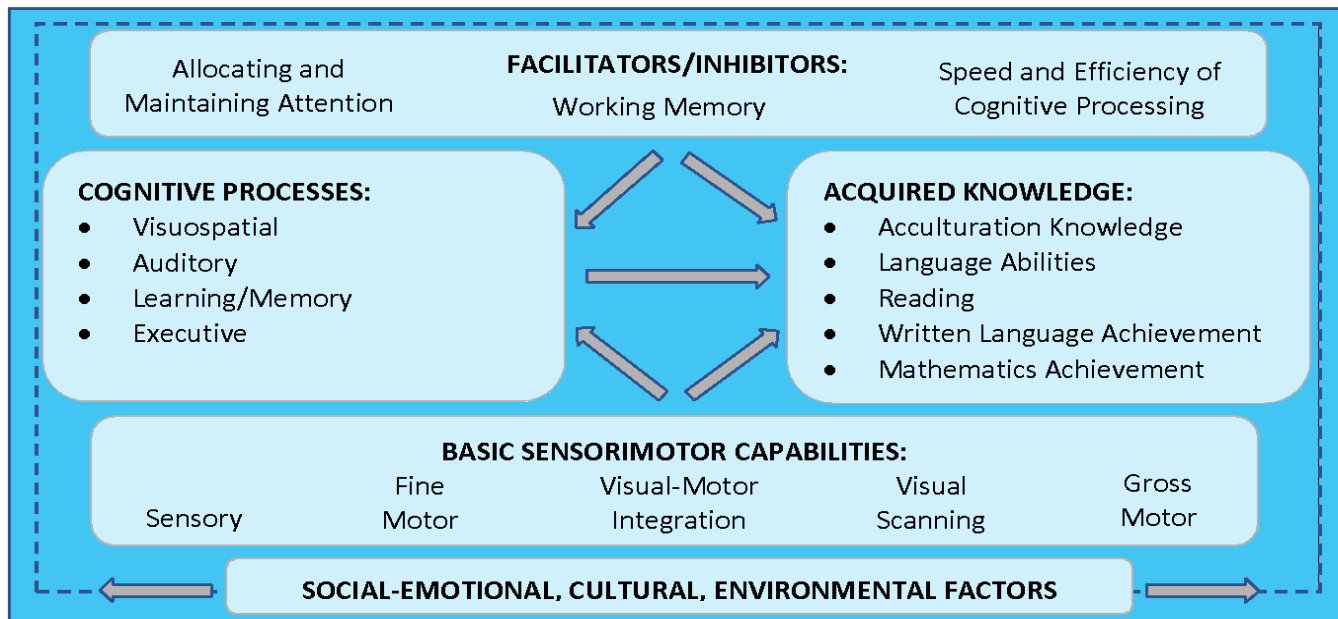 FACILITATORS/INHIBITORS:
Allocating and
Maintaining Attention
Working Memory
Speed and Efficiency of
Cognitive Processing
COGNITIVE PROCESSES:
• Visuospatial
• Auditory
• Learning/Memory
• Executive
ACQUIRED KNOWLEDGE:
• Acculturation Knowledge
• Language Abilities
• Reading
• Written Language Achievement
• Mathematics Achievement
BASIC SENSORIMOTOR CAPABILITIES:
Sensory
Fine
Motor
Visual-Motor
Integration
Visual
Scanning
Gross
Motor
SOCIAL-EMOTIONAL, CULTURAL, ENVIRONMENTAL FACTORS